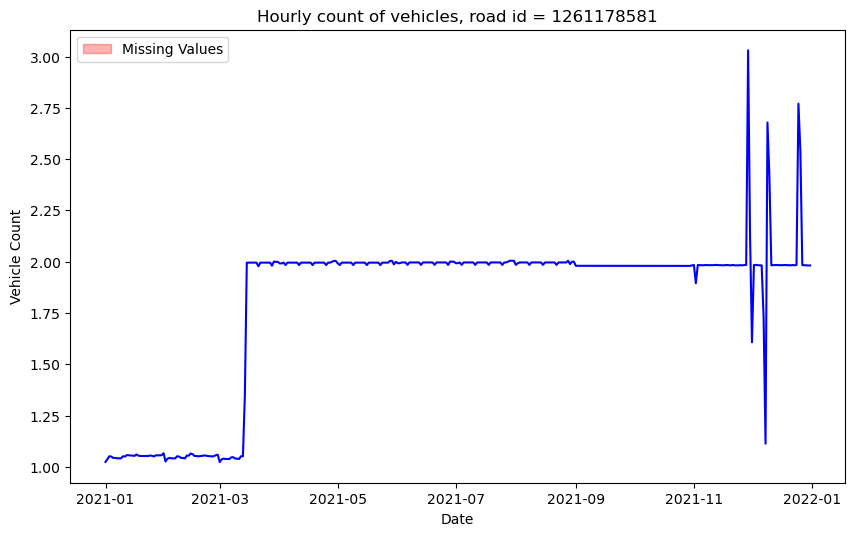 Hourly count of vehicles, road id = 1261178581
Missing Values
3.00
2.75
2.50
2.25
2.00
1.75
1.50
1.25
1.00
Vehicle Count
2021-01 2021-03 2021-05 2021-07 2021-09 2021-11 2022-01
Date